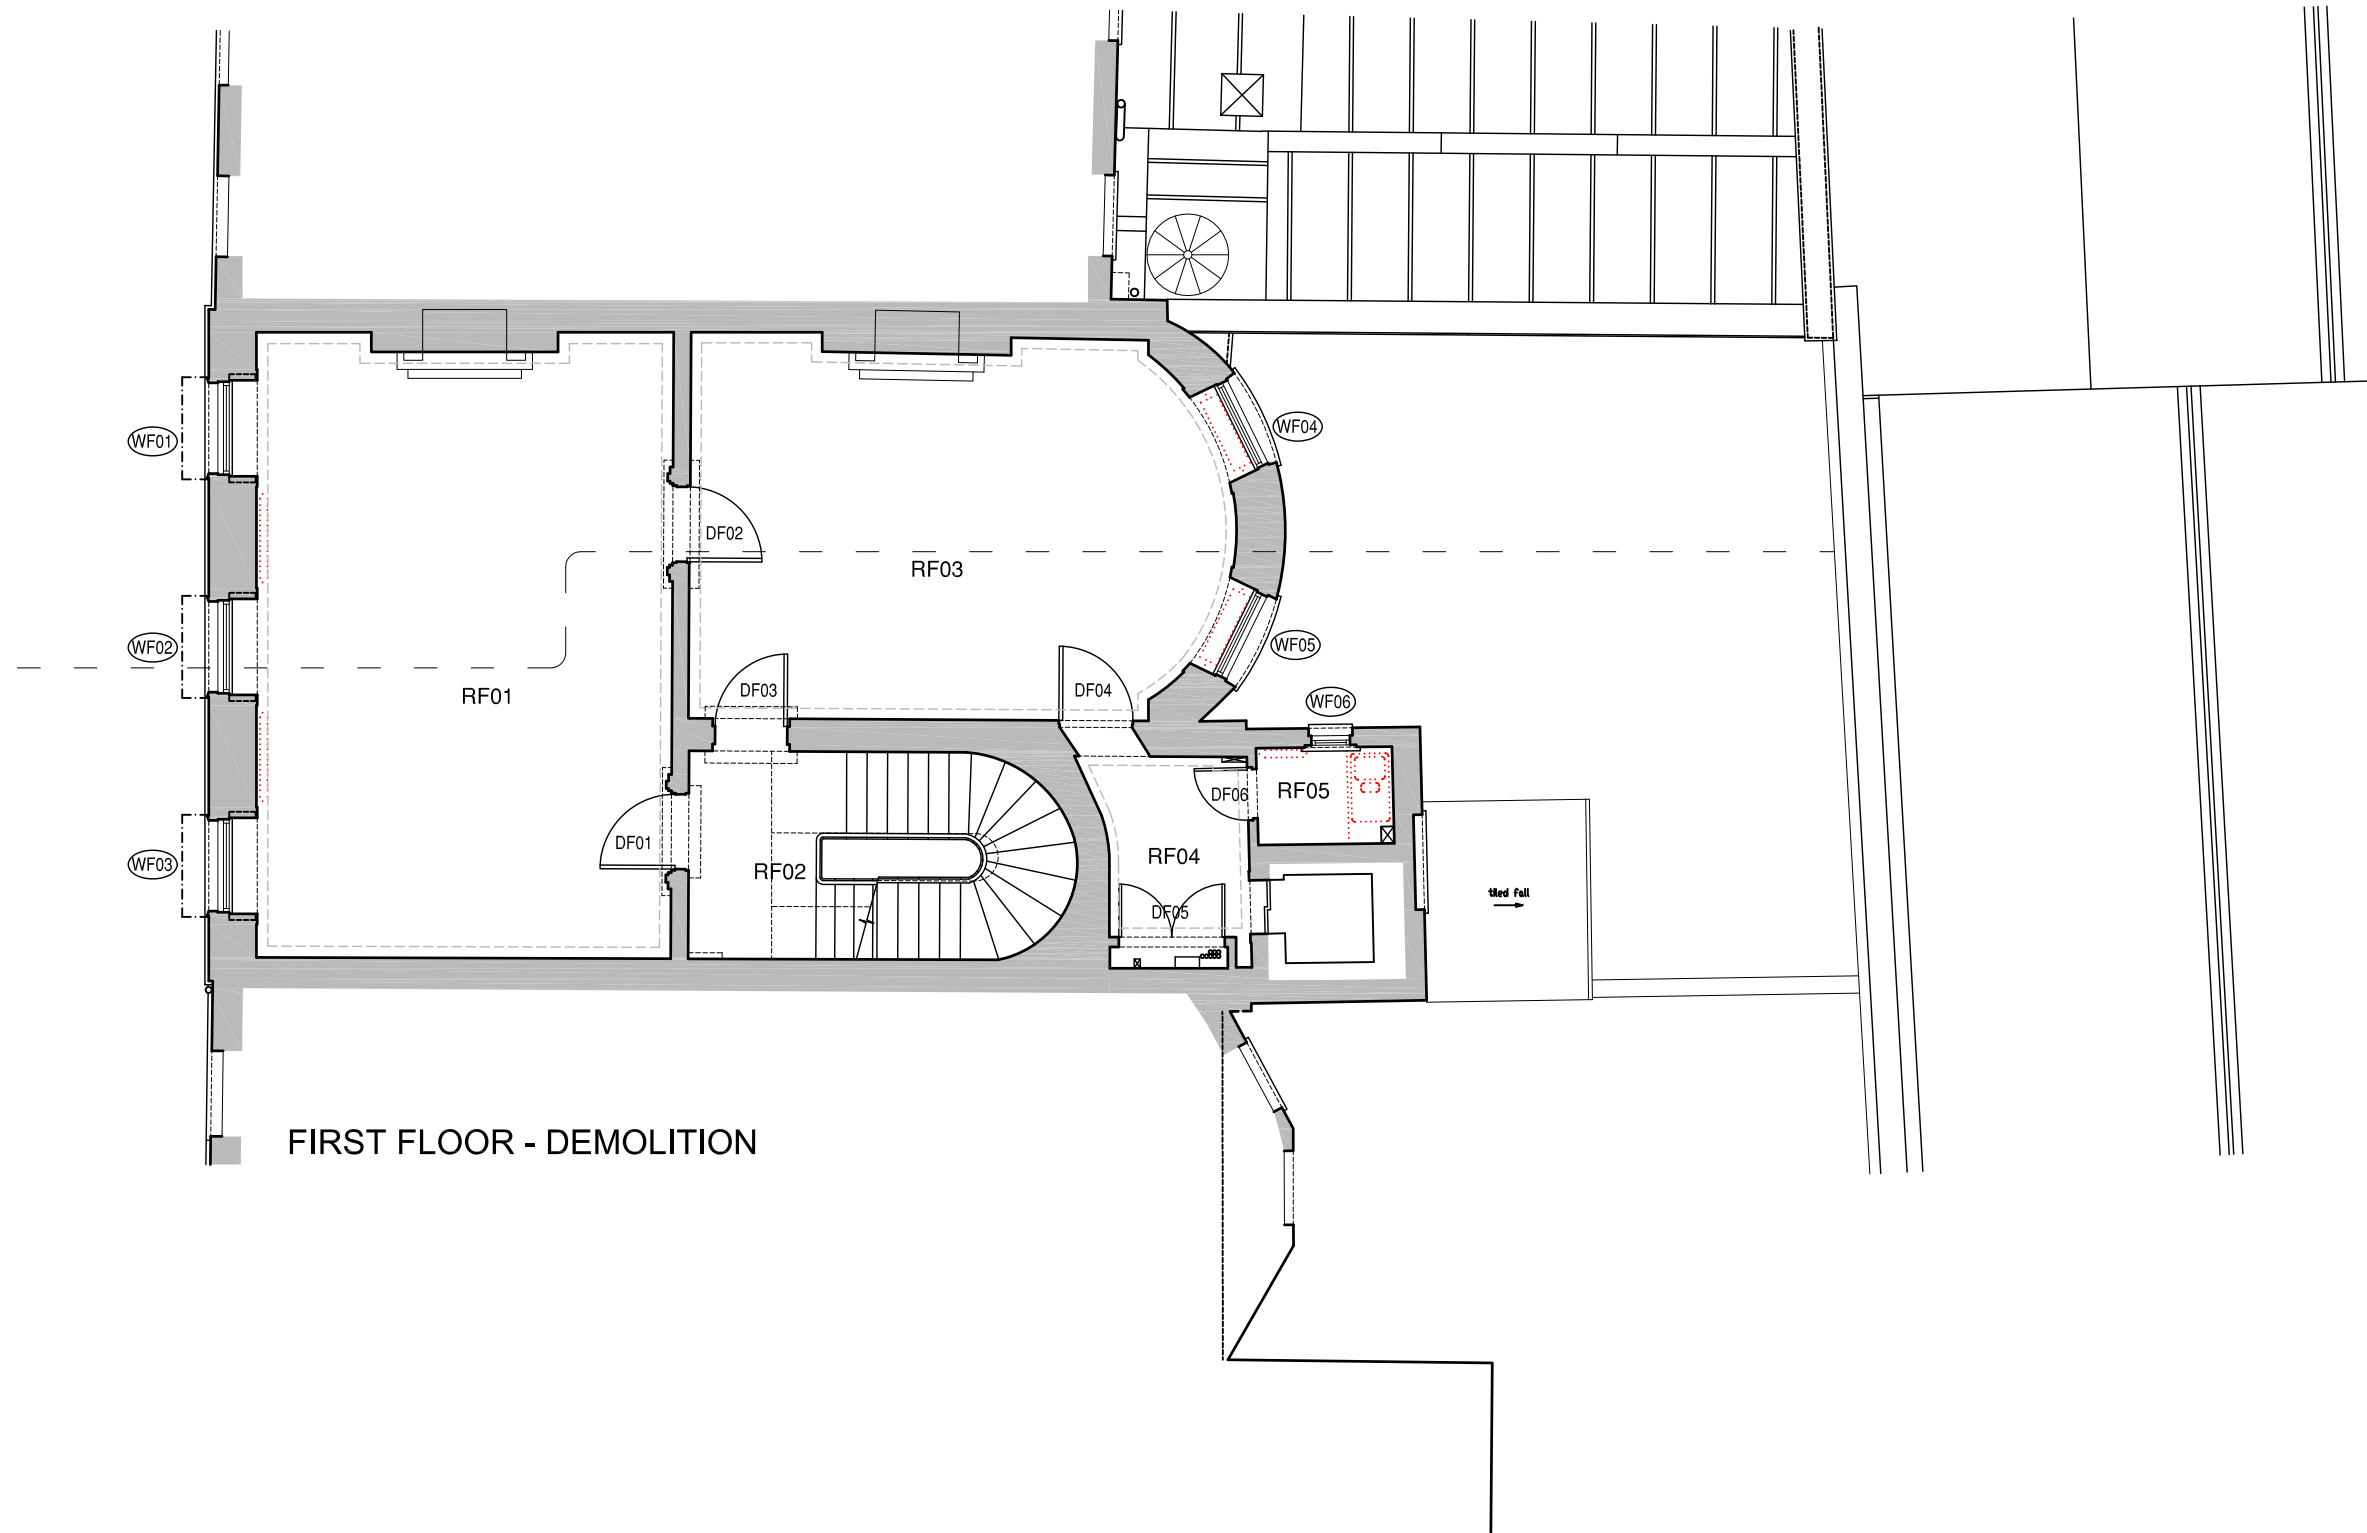 WF01
WF04
DF02
RF03
WF02
WF05
RF01
DF03
DF04
WF06
DF06
RF05
DF01
RF04
WF03
RF02
tiled fall
DF05
FIRST FLOOR - DEMOLITION